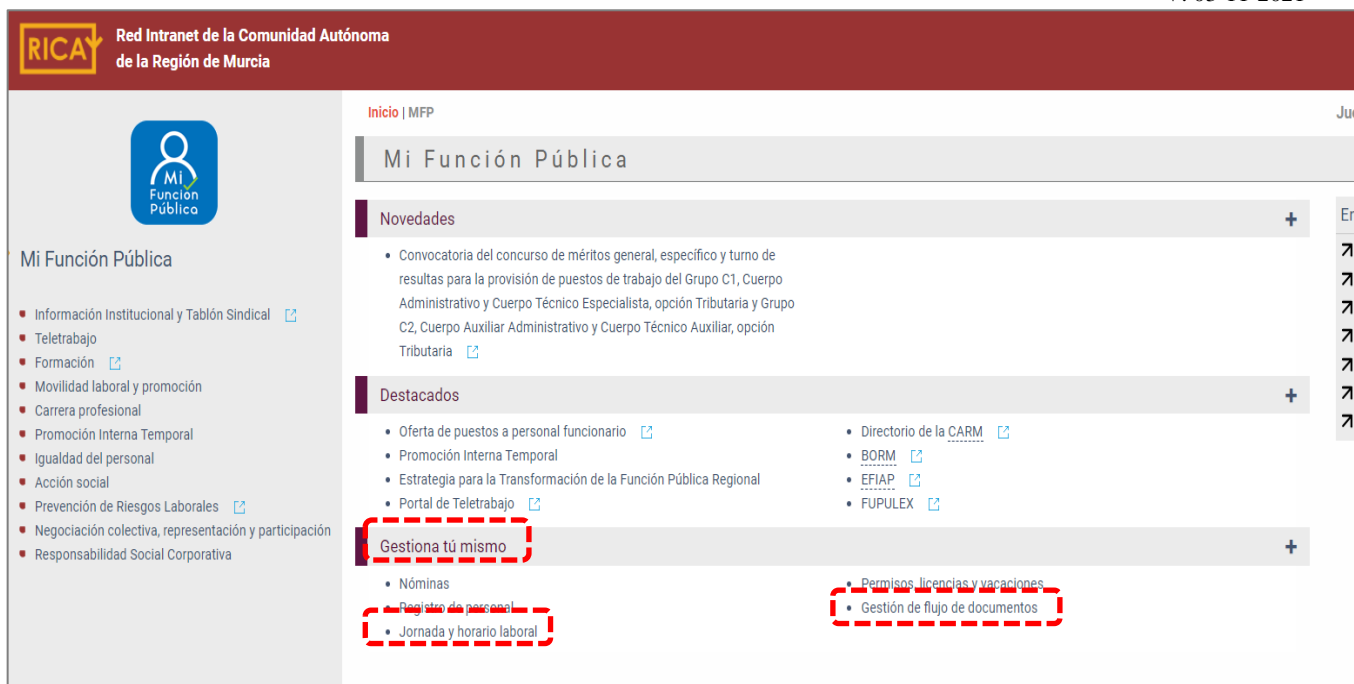 RICA
Red Intranet de la Comunidad Autónoma
de la Región de Murcia
Mi
Función
Pública
Mi Función Pública
Información Institucional y Tablón Sindical
Teletrabajo
Formación
Movilidad laboral y promoción
Carrera profesional
Promoción Interna Temporal
Igualdad del personal
Acción social
Prevención de Riesgos Laborales
Negociación colectiva, representación y participación
Responsabilidad Social Corporativa
Inicio | MFP
Mi Función Pública
Novedades +
• Convocatoria del concurso de méritos general, específico y turno de
resultas para la provisión de puestos de trabajo del Grupo C1, Cuerpo
Administrativo y Cuerpo Técnico Especialista, opción Tributaria y Grupo
C2, Cuerpo Auxiliar Administrativo y Cuerpo Técnico Auxiliar, opción
Tributaria
Destacados +
• Oferta de puestos a personal funcionario
• Promoción Interna Temporal
• Estrategia para la Transformación de la Función Pública Regional
• Portal de Teletrabajo
• Directorio de la CARM
• BORM
• EFIAP
• FUPULEX
Gestiona tú mismo +
• Nóminas
• Registro de personal
• Jornada y horario laboral
• Permisos, licencias y vacaciones
• Gestión de flujo de documentos